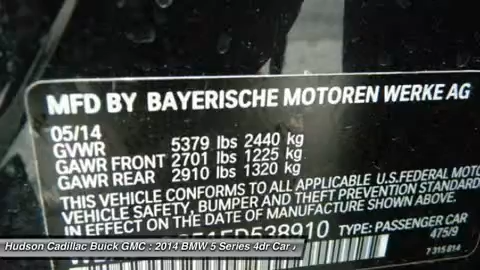 MFD BY BAYERISCHE MOTOREN WERKE AG
05/14
GVWR 5379 lbs 2440 kg
GAWR FRONT 2701 lbs 1225 kg
GAWR REAR 2910 lbs 1320 kg
THIS VEHICLE CONFORMS TO ALL APPLICABLE U.S.FEDERAL MOTO
VEHICLE SAFETY, BUMPER AND THEFT PREVENTION STANDARD
IN EFFECT ON THE DATE OF MANUFACTURE SHOWN ABOVE.
TYPE: PASSENGER CAR
475/9
7 315 814
Hudson Cadillac Buick GMC : 2014 BMW 5 Series 4dr Car